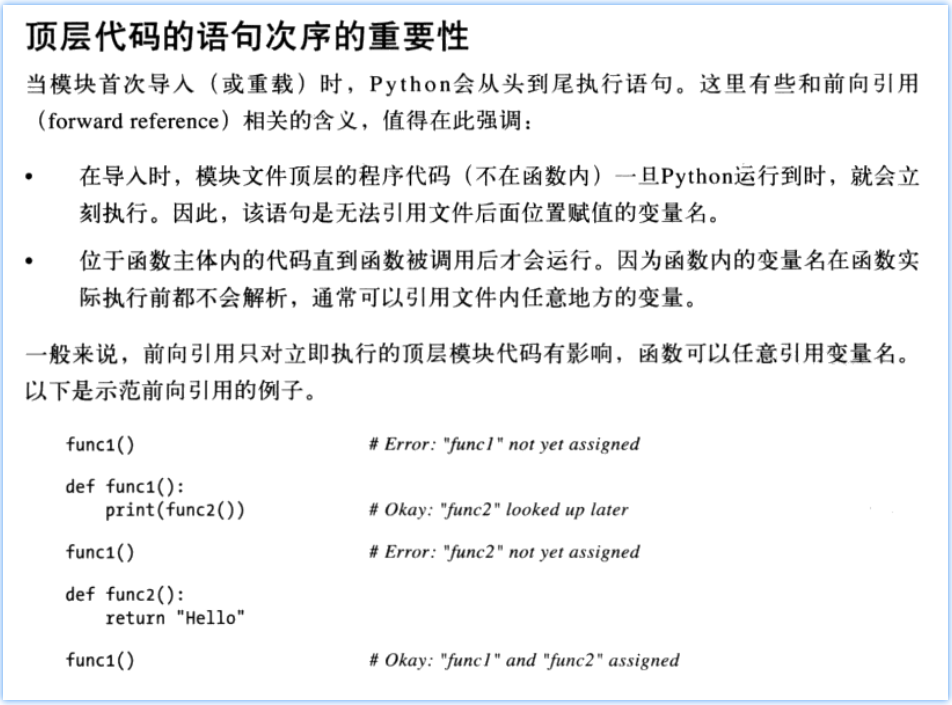 顶层代码的语句次序的重要性
当模块首次导入（或重载）时，Python会从头到尾执行语句。这里有些和前向引用
（forward reference）相关的含义，值得在此强调：
• 在导入时，模块文件顶层的程序代码（不在函数内）一旦Python运行到时，就会立
刻执行。因此，该语句是无法引用文件后面位置赋值的变量名。
• 位于函数主体内的代码直到函数被调用后才会运行。因为函数内的变量名在函数实
际执行前都不会解析，通常可以引用文件内任意地方的变量。
一般来说，前向引用只对立即执行的顶层模块代码有影响，函数可以任意引用变量名。
以下是示范前向引用的例子。
func1() # Error: "func1" not yet assigned
def func1():
print(func2()) # Okay: "func2" looked up later
func1() # Error: "func2" not yet assigned
def func2():
return "Hello"
func1() # Okay: "func1" and "func2" assigned